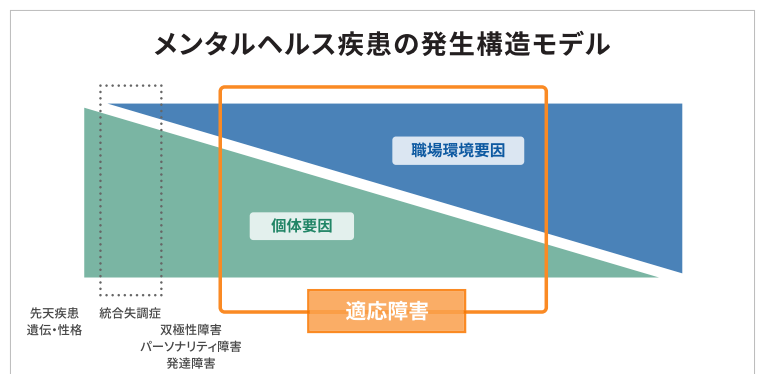 メンタルヘルス疾患の発生構造モデル
職場環境要因
個体要因
適応障害
先天疾患
遺伝・性格
統合失調症
双極性障害
パーソナリティ障害
発達障害